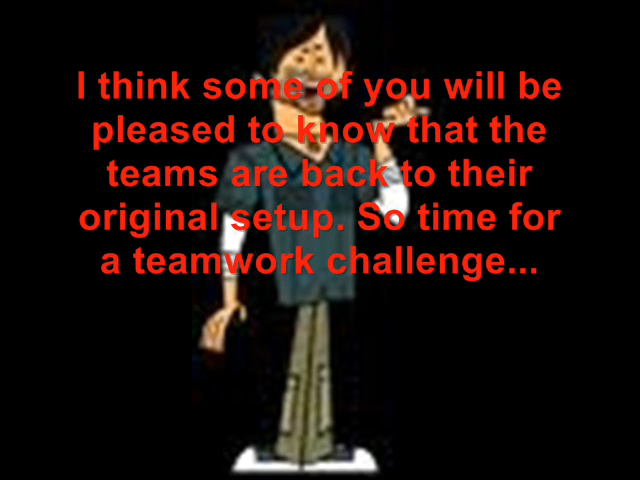 I think some of you will be
pleased to know that the
teams are back to their
original setup. So time for
a teamwork challenge...